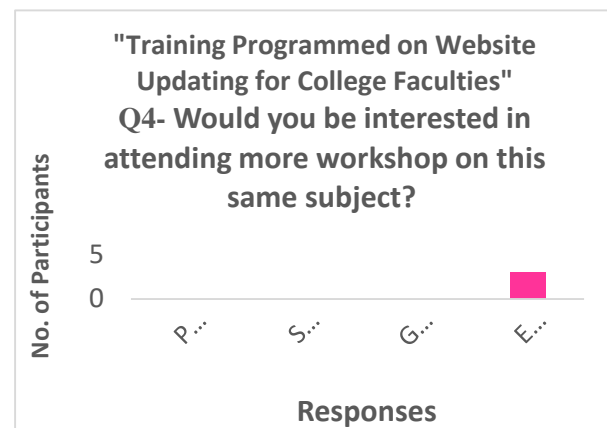 "Training Programmed on Website
Updating for College Faculties"
Q4- Would you be interested in
attending more workshop on this
same subject?
No. of Participants
5
0
P...
S...
G...
E...
Responses